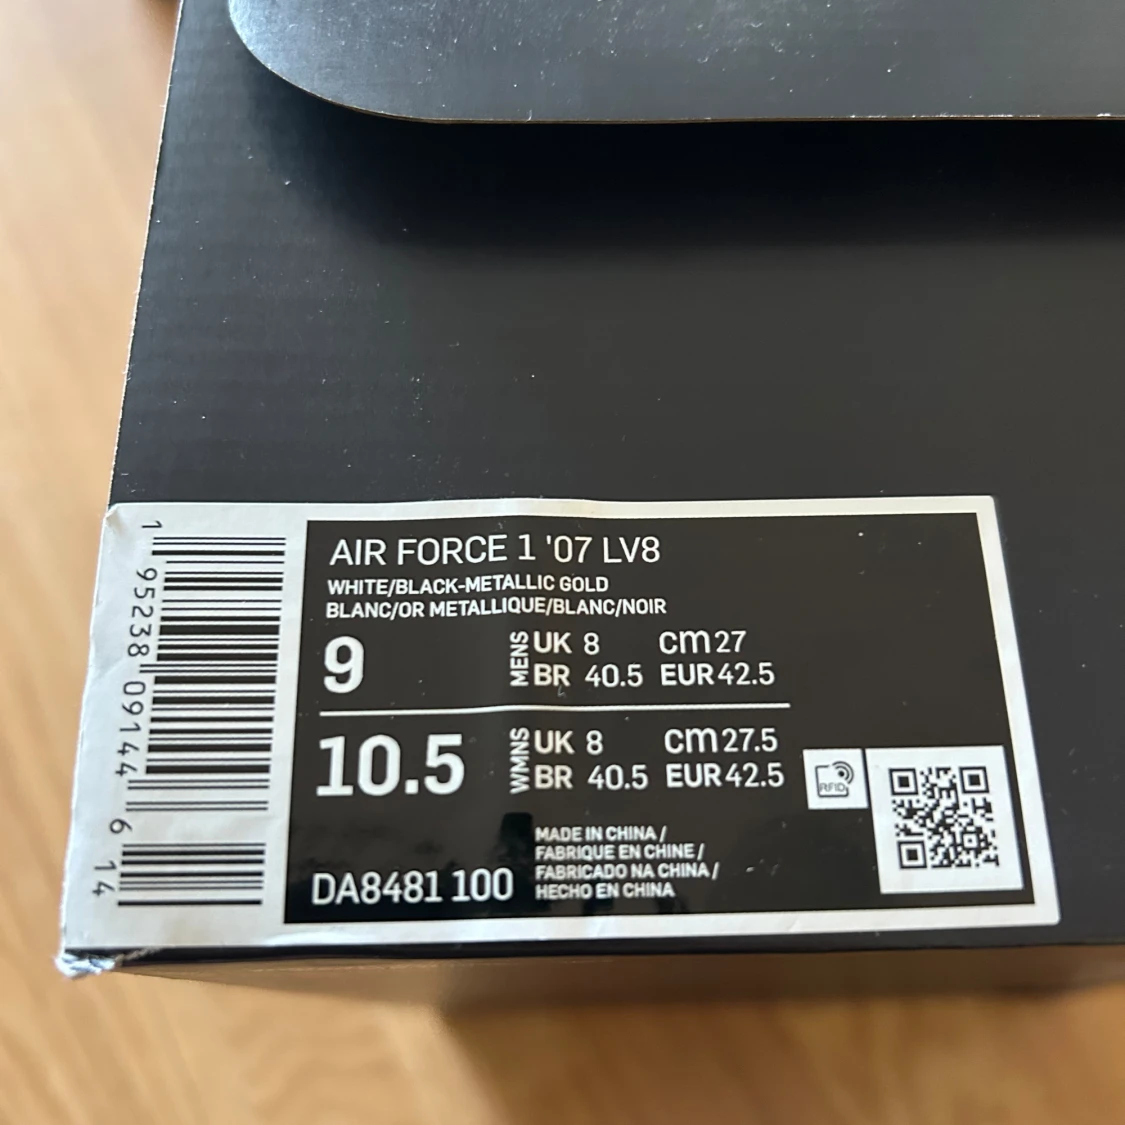 1 95238 09144 6 14
AIR FORCE 1 '07 LV8
WHITE/BLACK-METALLIC GOLD
BLANC/OR METALLIQUE/BLANC/NOIR
9
MENS
UK 8 cm 27
BR 40.5 EUR 42.5
10.5
WMNS
UK 8 cm 27.5
BR 40.5 EUR 42.5
RFID
MADE IN CHINA /
FABRIQUE EN CHINE /
FABRICADO NA CHINA /
HECHO EN CHINA
DA8481 100